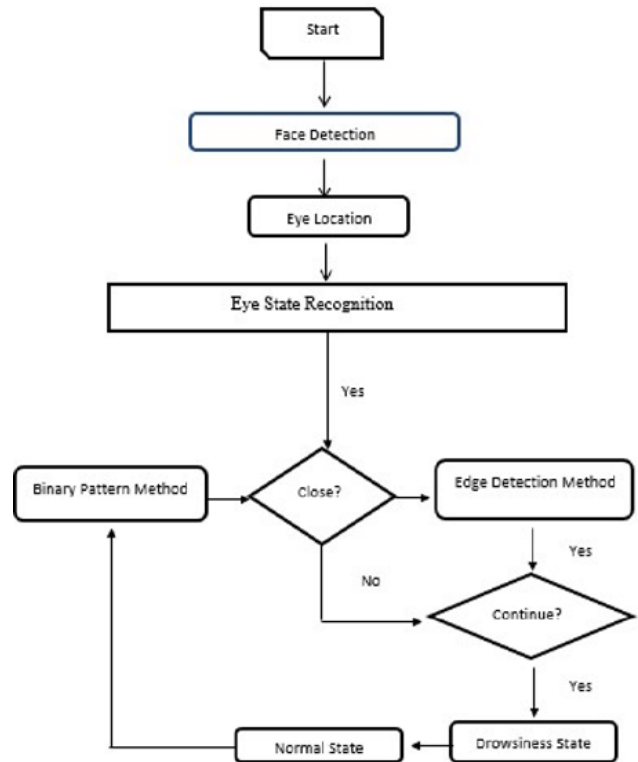 Start
Face Detection
Eye Location
Eye State Recognition
Yes
Binary Pattern Method
Close?
Edge Detection Method
Yes
No
Continue?
Yes
Normal State
Drowsiness State